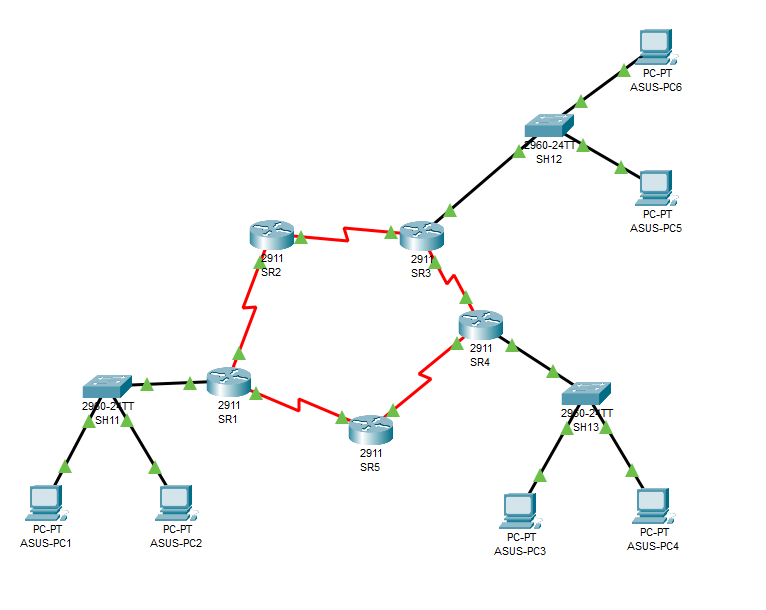 PC-PT
ASUS-PC6
2960-24TT
SH12
PC-PT
ASUS-PC5
2911
SR2
2911
SR3
2911
SR4
2911
SR1
2960-24TT
SH11
2960-24TT
SH13
2911
SR5
PC-PT
ASUS-PC1
PC-PT
ASUS-PC2
PC-PT
ASUS-PC3
PC-PT
ASUS-PC4